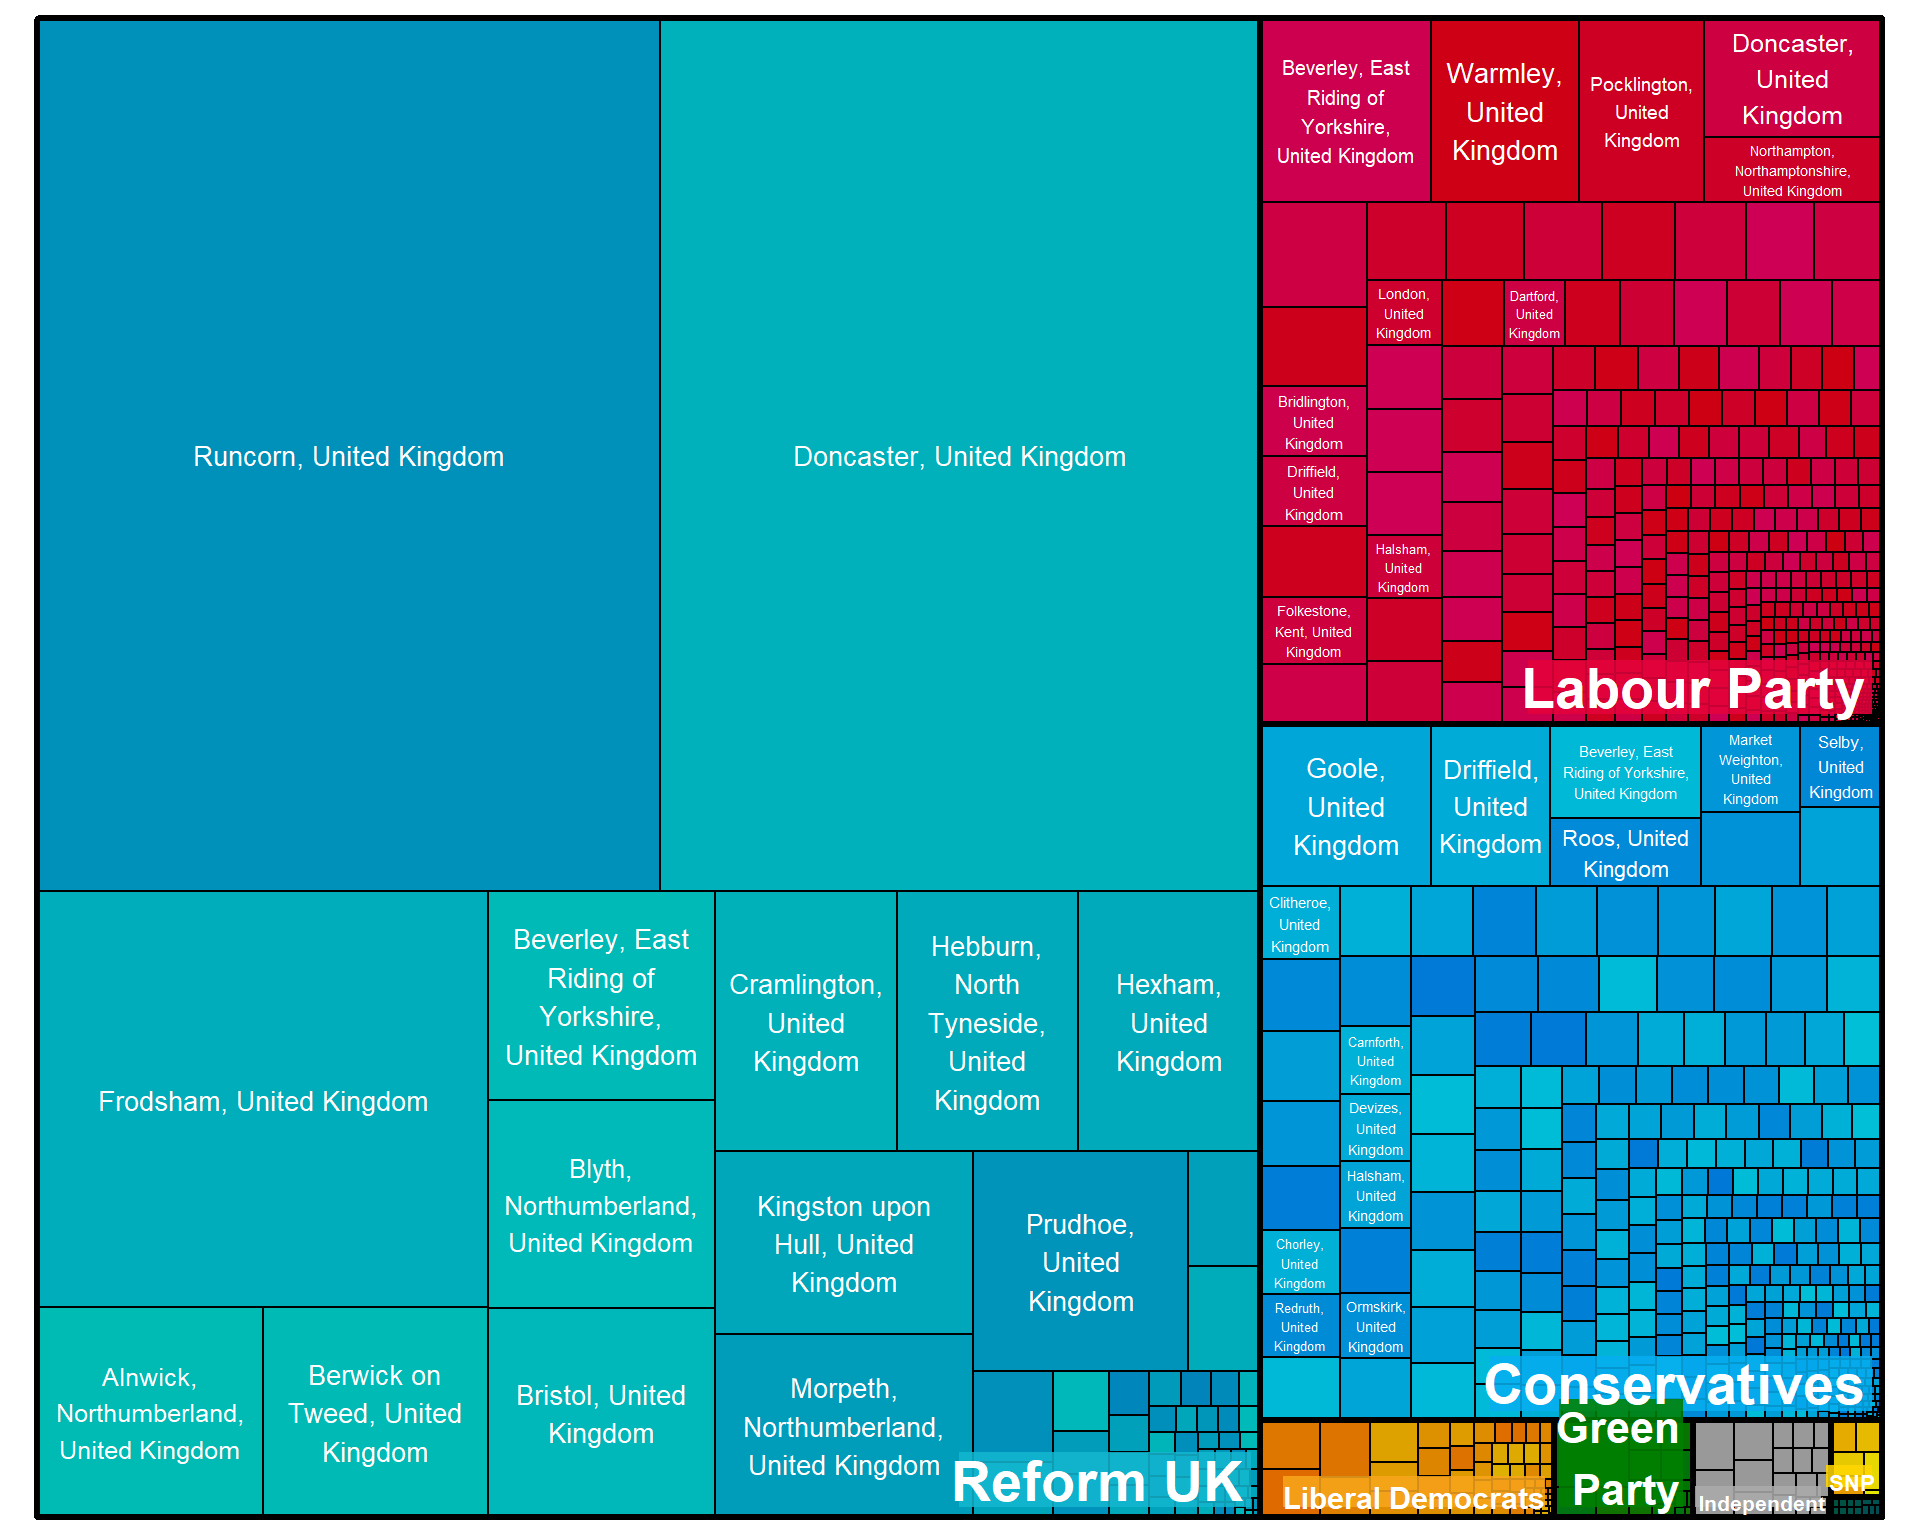 Runcorn, United Kingdom
Doncaster, United Kingdom
Frodsham, United Kingdom
Beverley, East
Riding of
Yorkshire,
United Kingdom
Blyth,
Northumberland,
United Kingdom
Alnwick,
Northumberland,
United Kingdom
Berwick on
Tweed, United
Kingdom
Bristol, United
Kingdom
Cramlington,
United
Kingdom
Hebburn,
North
Tyneside,
United
Kingdom
Hexham,
United
Kingdom
Kingston upon
Hull, United
Kingdom
Prudhoe,
United
Kingdom
Morpeth,
Northumberland,
United Kingdom
Reform UK
Beverley, East
Riding of
Yorkshire,
United Kingdom
Warmley,
United
Kingdom
Pocklington,
United
Kingdom
Doncaster,
United
Kingdom
Northampton,
Northamptonshire,
United Kingdom
London,
United
Kingdom
Dartford,
United
Kingdom
Bridlington,
United
Kingdom
Driffield,
United
Kingdom
Halsham,
United
Kingdom
Folkestone,
Kent, United
Kingdom
Labour Party
Goole,
United
Kingdom
Driffield,
United
Kingdom
Beverley, East
Riding of Yorkshire,
United Kingdom
Roos, United
Kingdom
Market
Weighton,
United
Kingdom
Selby,
United
Kingdom
Clitheroe,
United
Kingdom
Carnforth,
United
Kingdom
Devizes,
United
Kingdom
Halsham,
United
Kingdom
Chorley,
United
Kingdom
Redruth,
United
Kingdom
Ormskirk,
United
Kingdom
Conservatives
Liberal Democrats
Green
Party
Independent
SNP